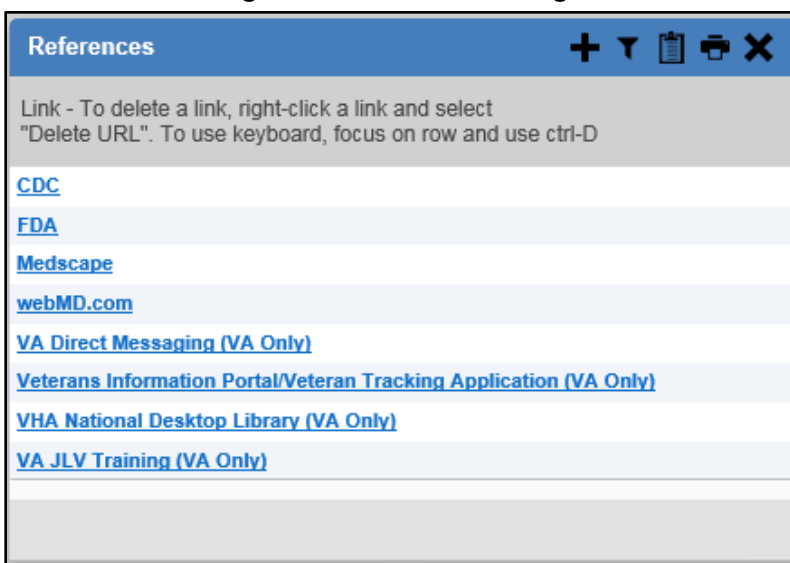 References
Link - To delete a link, right-click a link and select
"Delete URL". To use keyboard, focus on row and use ctrl-D
CDC
FDA
Medscape
webMD.com
VA Direct Messaging (VA Only)
Veterans Information Portal/Veteran Tracking Application (VA Only)
VHA National Desktop Library (VA Only)
VA JLV Training (VA Only)